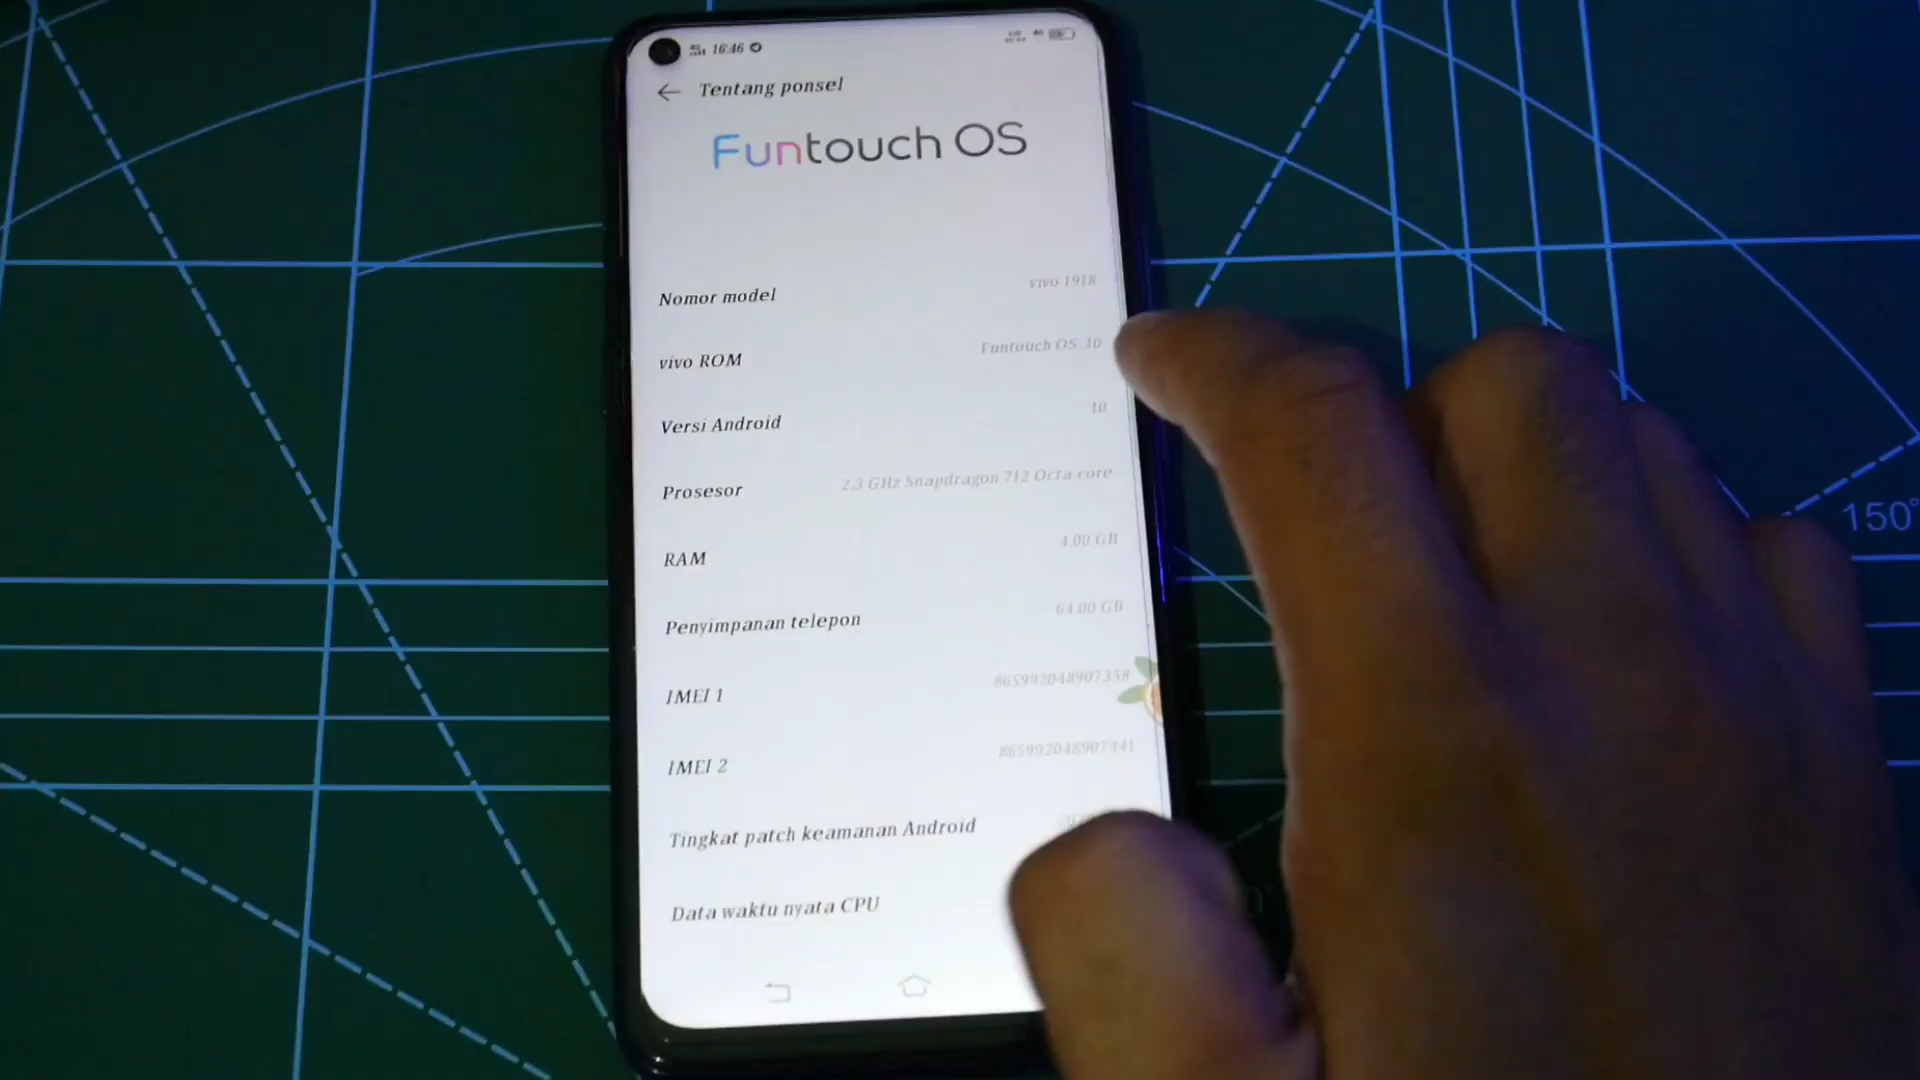 16:46
Tentang ponsel
Funtouch OS
Nomor model
vivo 1918
vivo ROM
Funtouch OS_10
Versi Android
10
Prosesor
2.3 GHz Snapdragon 712 Octa core
RAM
4.00 GB
Penyimpanan telepon
64.00 GB
IMEI 1
865992048907358
IMEI 2
865992048907341
Tingkat patch keamanan Android
Data waktu nyata CPU
150°